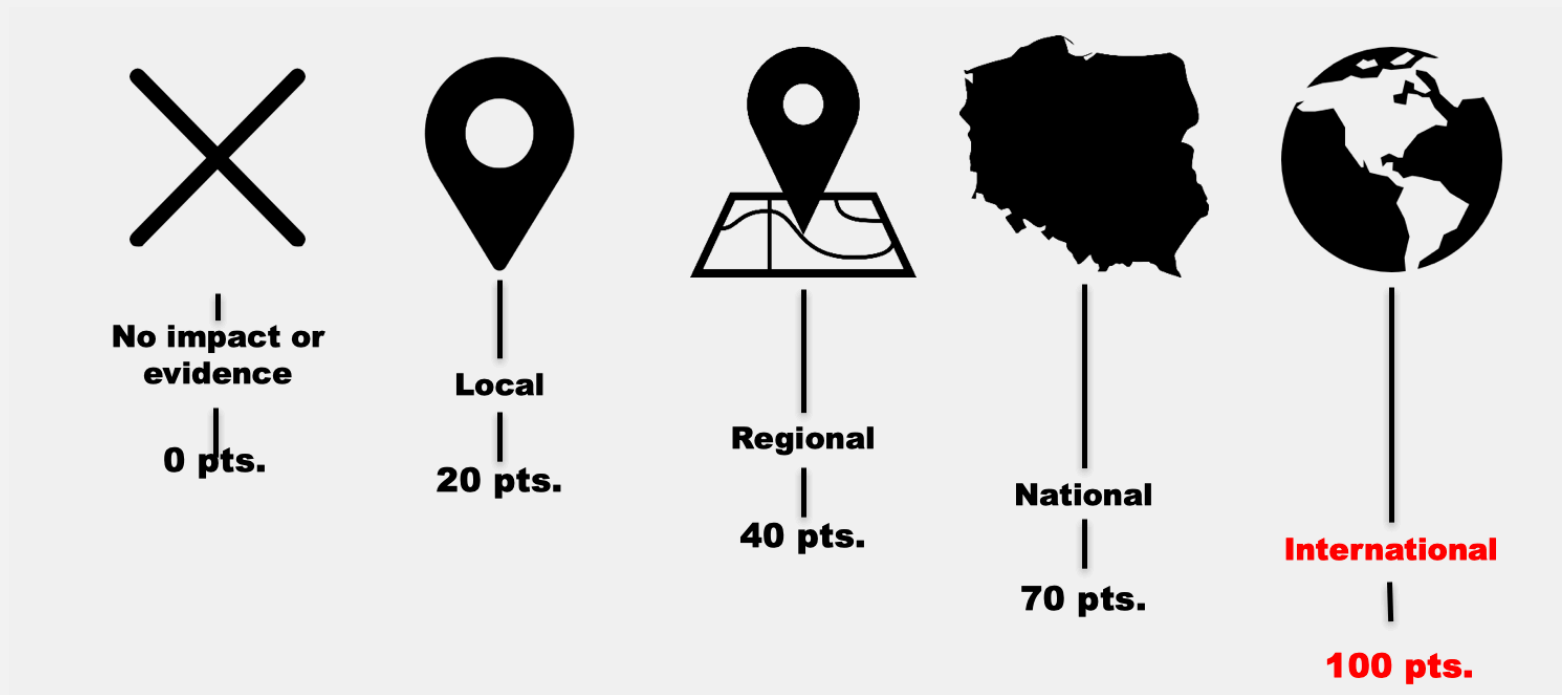 No impact or
evidence
0 pts.
Local
20 pts.
Regional
40 pts.
National
70 pts.
International
100 pts.